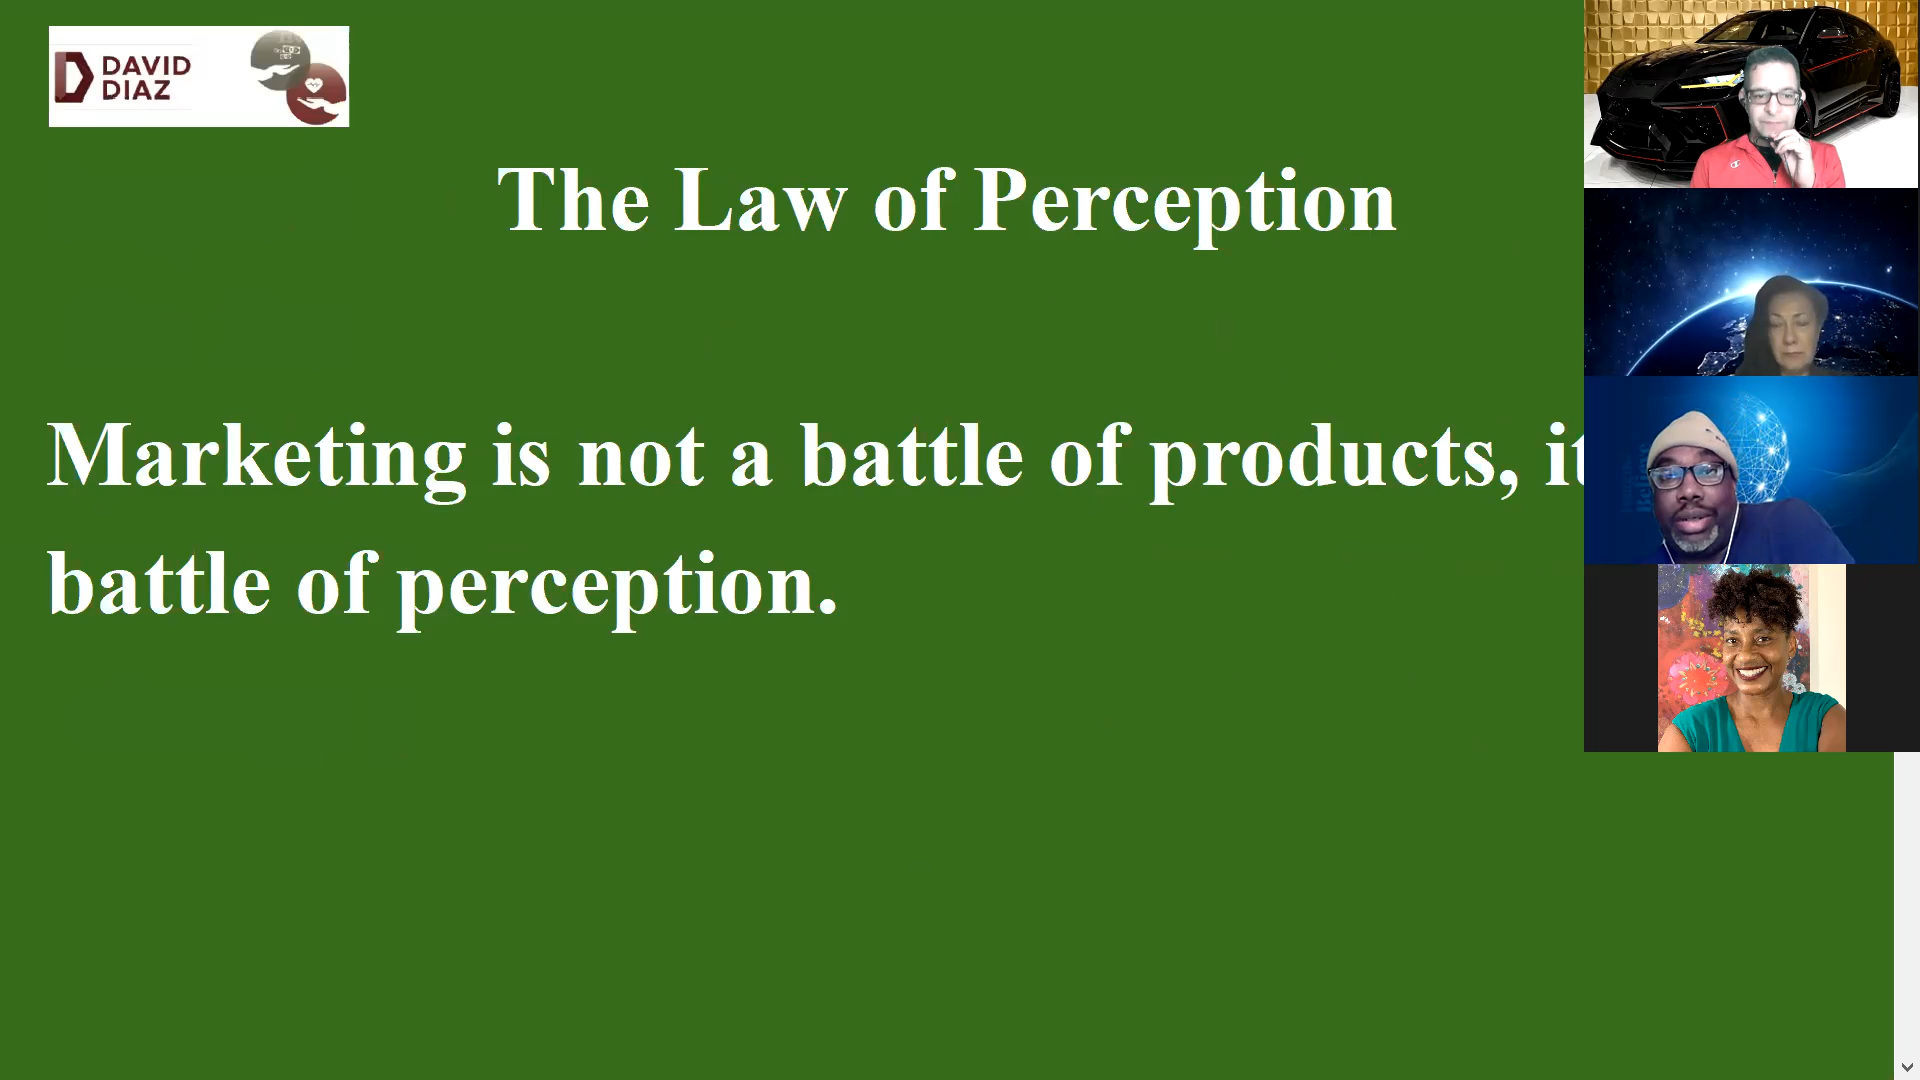 DAVID
DIAZ
The Law of Perception
Marketing is not a battle of products, it
battle of perception.